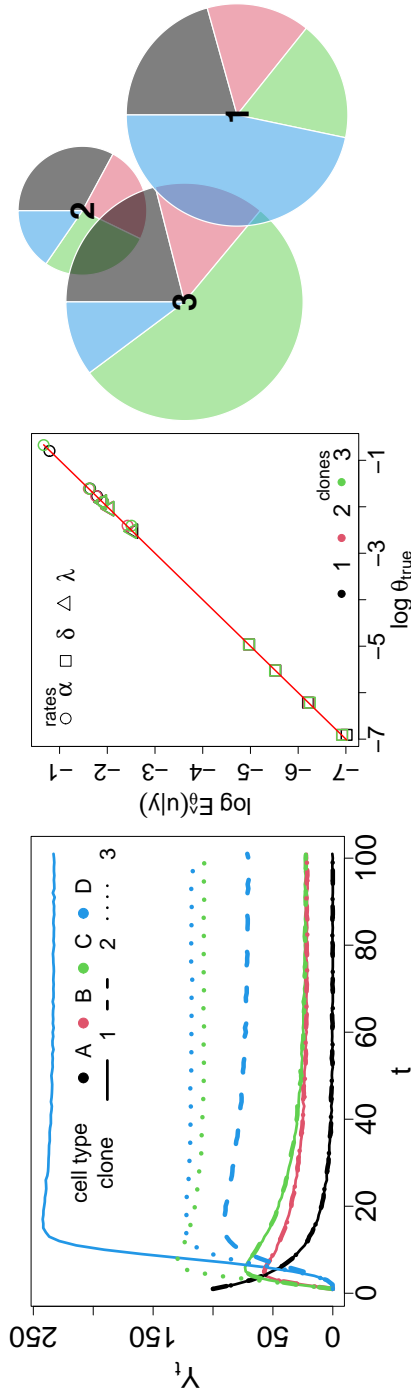 250
150
50
0
Y_t
cell type A B C D
clone 1 2 3
0 20 40 60 80 100
t
−1
−2
−3
−4
−5
−6
−7
log E_θ̂(u|y)
rates
α δ λ
1 2 3
clones
−7 −5 −3 −1
log θ_true
2
3
1